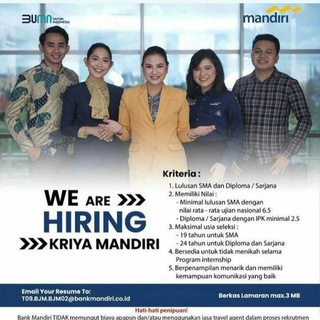 BUMN UNTUK INDONESIA
mandiri
Kriteria :
1. Lulusan SMA dan Diploma / Sarjana
2. Memiliki Nilai :
- Minimal lulusan SMA dengan
nilai rata - rata ujian nasional 6.5
- Diploma / Sarjana dengan IPK minimal 2.5
3. Maksimal usia seleksi :
- 19 tahun untuk SMA
- 24 tahun untuk Diploma dan Sarjana
4. Bersedia untuk tidak menikah selama
Program internship
5. Berpenampilan menarik dan memiliki
kemampuan komunikasi yang baik
WE ARE >>>
HIRING
>>> KRIYA MANDIRI
Email Your Resume To:
T09.BJM.BJM02@bankmandiri.co.id
Berkas Lamaran max.3 MB
Hati-hati penipuan!
Bank Mandiri TIDAK memungut biaya apapun dan/atau menggunakan jasa travel agent dalam proses rekrutmen